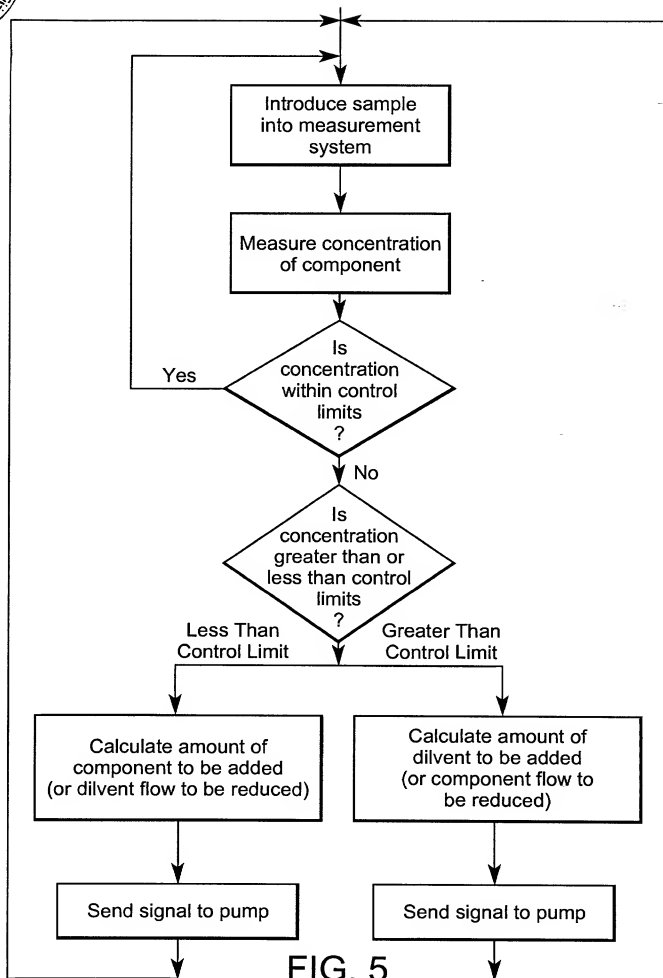 Introduce sample
into measurement
system
Measure concentration
of component
Is
concentration
within control
limits
?
Yes
No
Is
concentration
greater than or
less than control
limits
?
Less Than
Control Limit
Greater Than
Control Limit
Calculate amount of
component to be added
(or dilvent flow to be reduced)
Calculate amount of
dilvent to be added
(or component flow to
be reduced)
Send signal to pump
Send signal to pump
FIG. 5